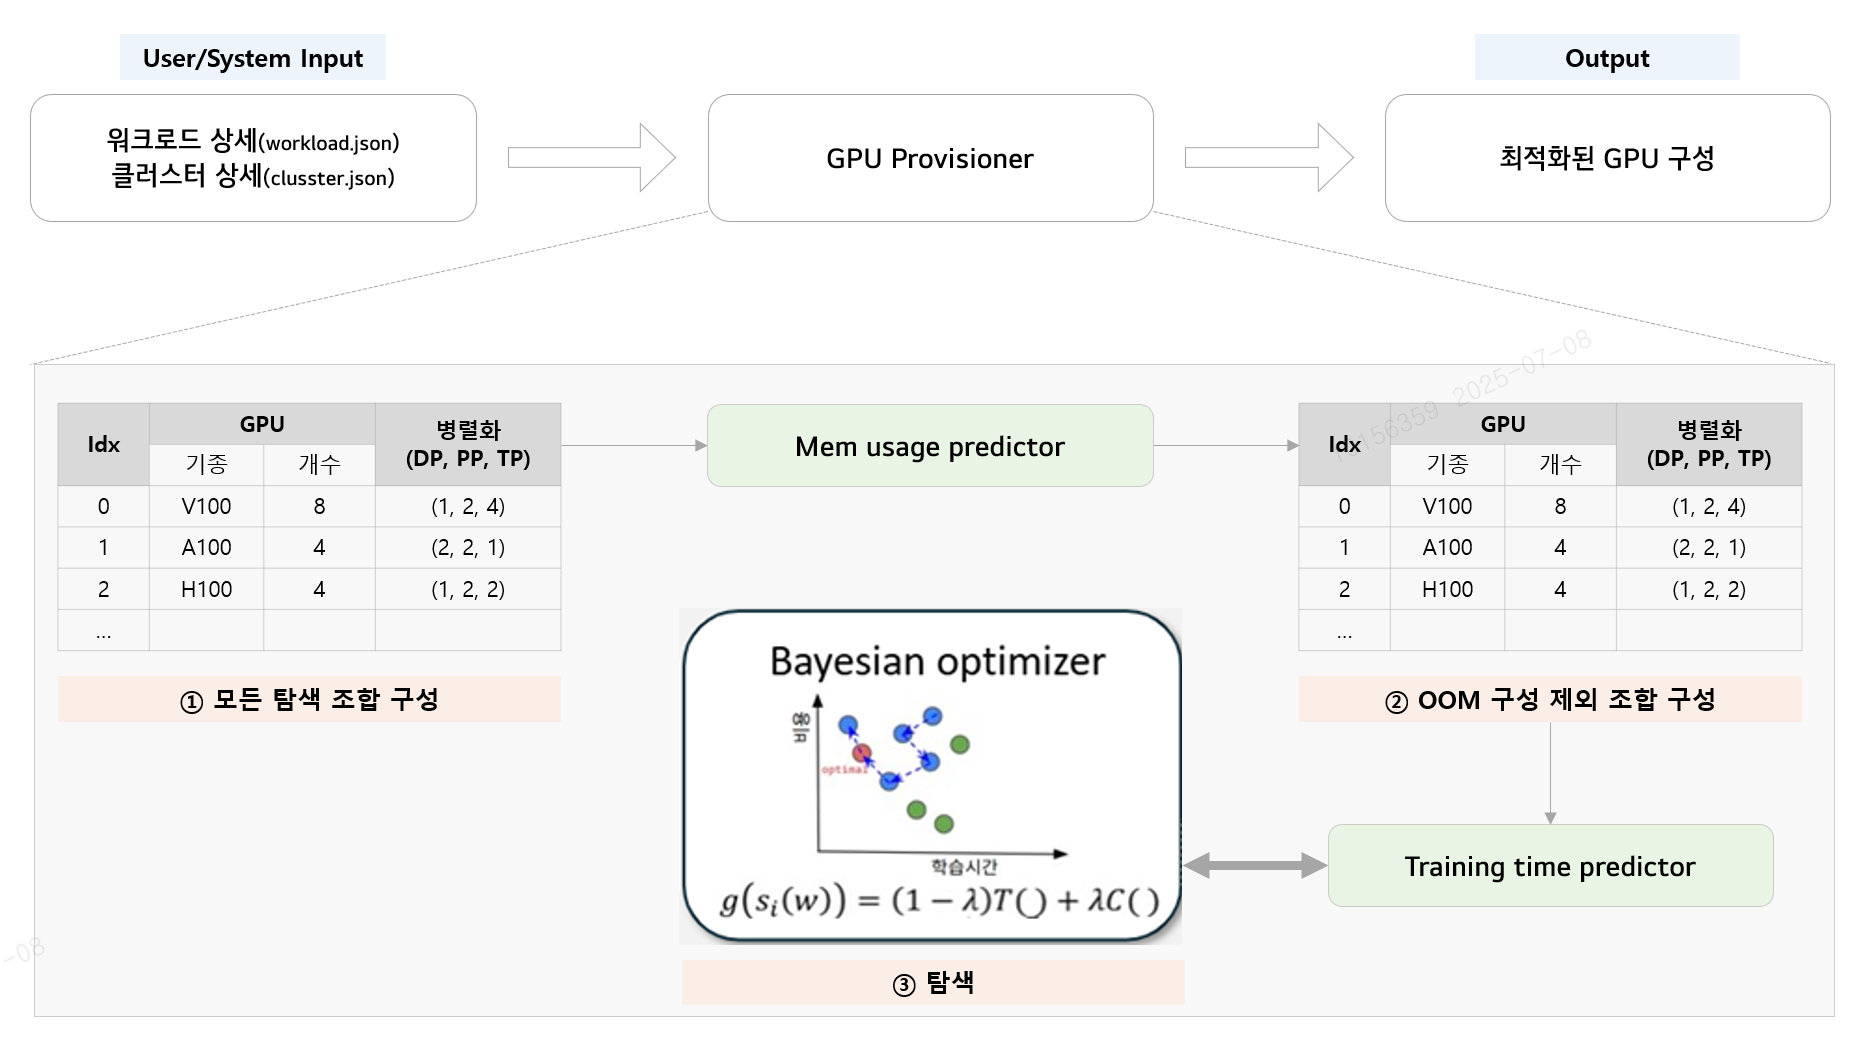 User/System Input
Output
워크로드 상세(workload.json)
클러스터 상세(clusster.json)
GPU Provisioner
최적화된 GPU 구성
Idx GPU 병렬화
(DP, PP, TP)
기종 개수
0 V100 8 (1, 2, 4)
1 A100 4 (2, 2, 1)
2 H100 4 (1, 2, 2)
...
① 모든 탐색 조합 구성
Mem usage predictor
Idx GPU 병렬화
(DP, PP, TP)
기종 개수
0 V100 8 (1, 2, 4)
1 A100 4 (2, 2, 1)
2 H100 4 (1, 2, 2)
...
② OOM 구성 제외 조합 구성
Bayesian optimizer
비용
optimal
학습시간
g(sᵢ(w)) = (1 − λ)T() + λC()
③ 탐색
Training time predictor
156359 2025-07-08
-08